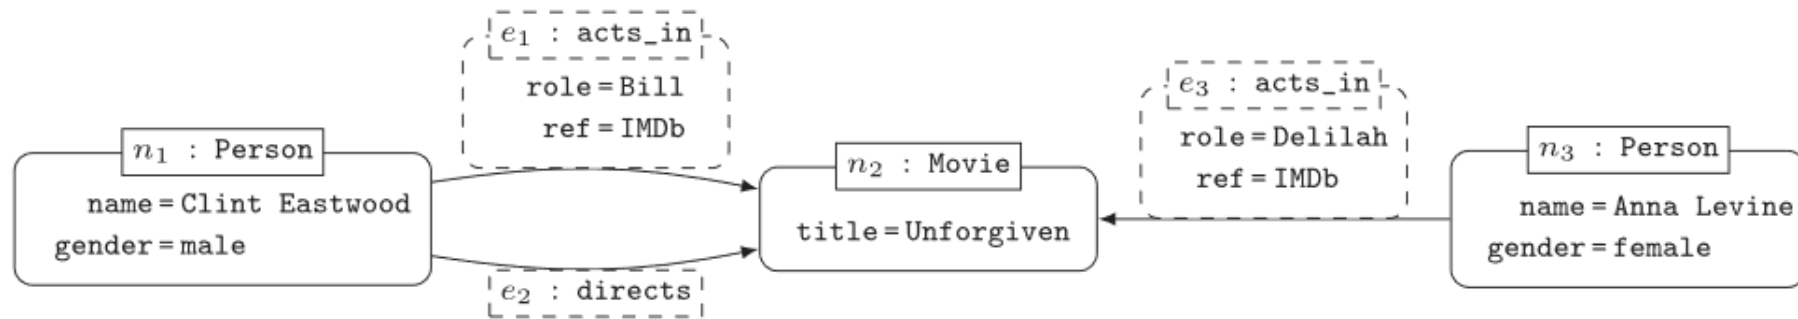 n1 : Person
name = Clint Eastwood
gender = male
e1 : acts_in
role = Bill
ref = IMDb
e2 : directs
n2 : Movie
title = Unforgiven
e3 : acts_in
role = Delilah
ref = IMDb
n3 : Person
name = Anna Levine
gender = female